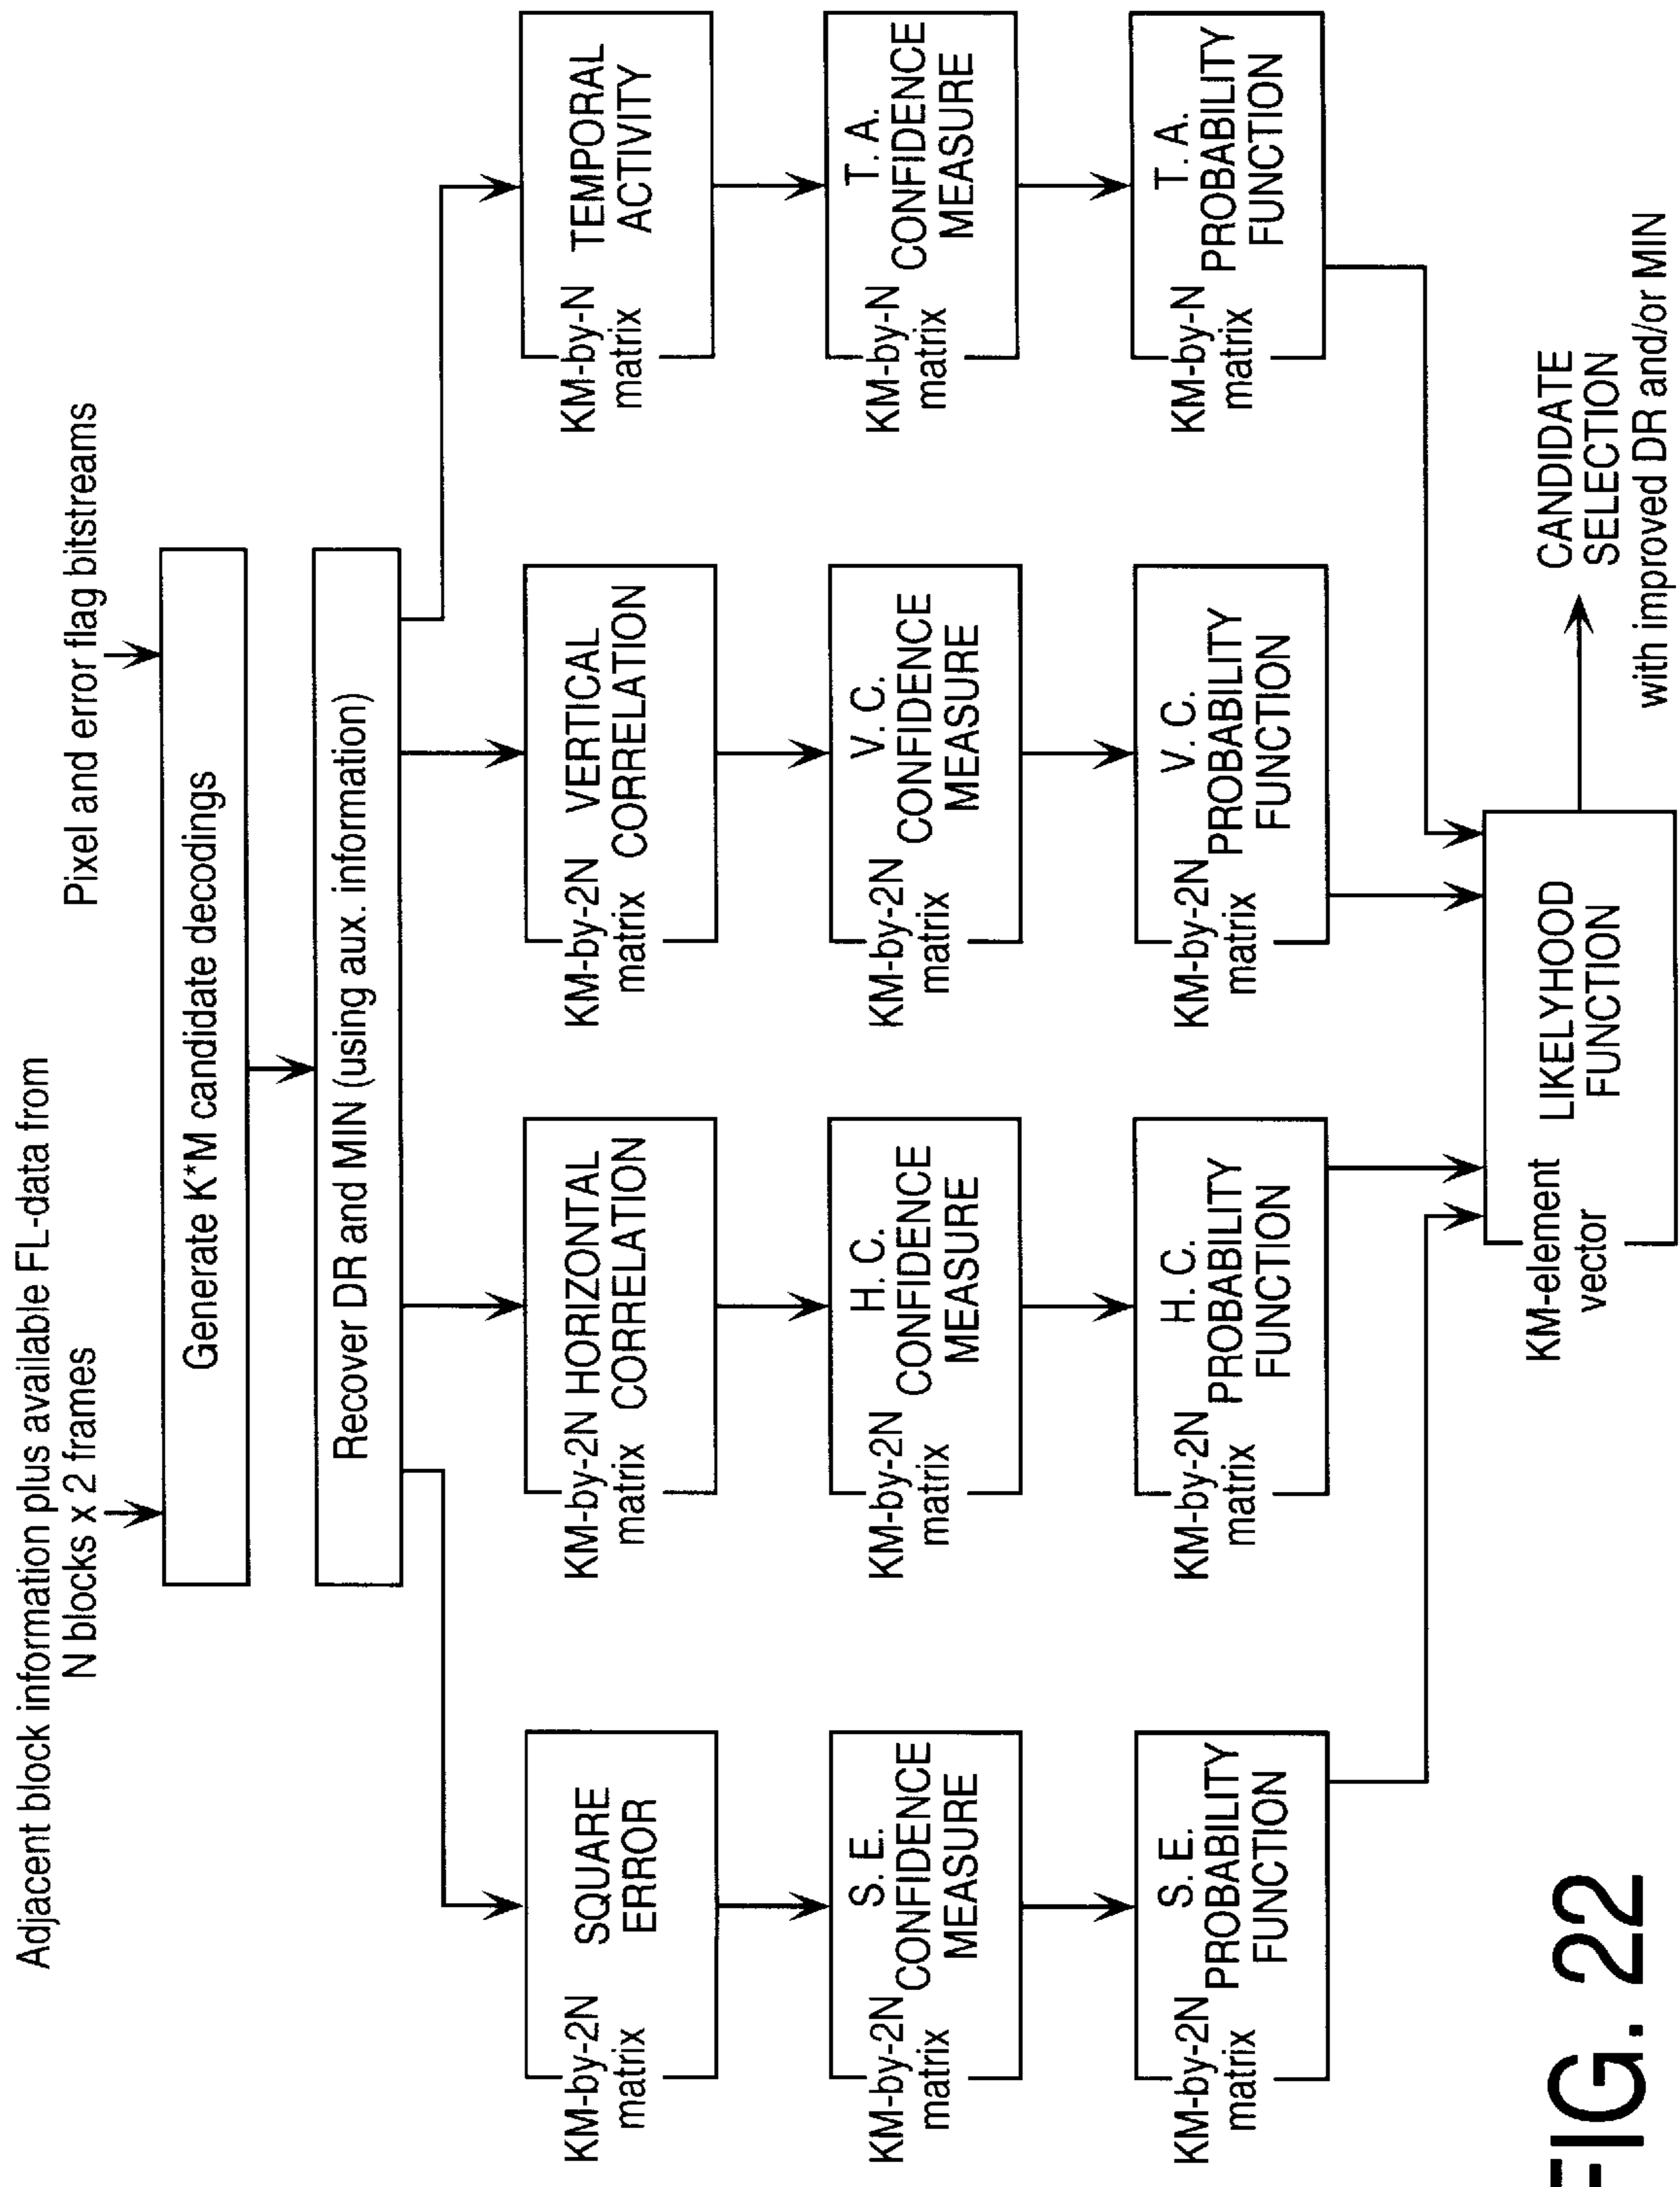 Adjacent block information plus available FL-data from
N blocks x 2 frames
Pixel and error flag bitstreams
Generate K*M candidate decodings
Recover DR and MIN (using aux. information)
KM-by-2N
matrix
SQUARE
ERROR
KM-by-2N
matrix
HORIZONTAL
CORRELATION
KM-by-2N
matrix
VERTICAL
CORRELATION
KM-by-N
matrix
TEMPORAL
ACTIVITY
KM-by-2N
matrix
S. E.
CONFIDENCE
MEASURE
KM-by-2N
matrix
H. C.
CONFIDENCE
MEASURE
KM-by-2N
matrix
V. C.
CONFIDENCE
MEASURE
KM-by-N
matrix
T. A.
CONFIDENCE
MEASURE
KM-by-2N
matrix
S. E.
PROBABILITY
FUNCTION
KM-by-2N
matrix
H. C.
PROBABILITY
FUNCTION
KM-by-2N
matrix
V. C.
PROBABILITY
FUNCTION
KM-by-N
matrix
T. A.
PROBABILITY
FUNCTION
KM-element
vector
LIKELYHOOD
FUNCTION
CANDIDATE
SELECTION
with improved DR and/or MIN
FIG. 22